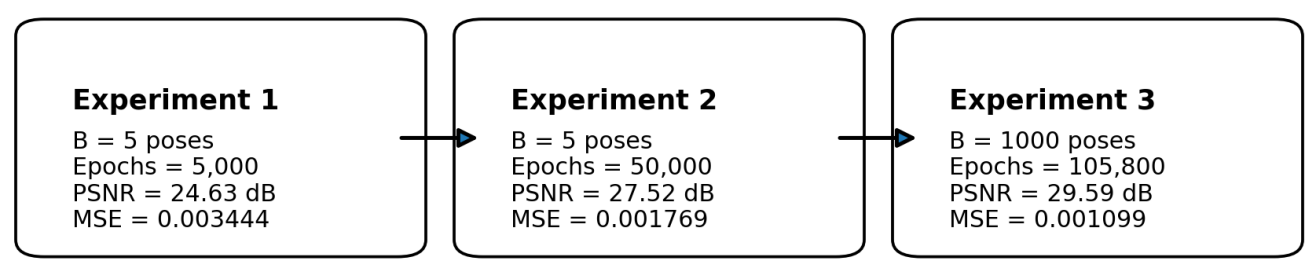 Experiment 1
B = 5 poses
Epochs = 5,000
PSNR = 24.63 dB
MSE = 0.003444
Experiment 2
B = 5 poses
Epochs = 50,000
PSNR = 27.52 dB
MSE = 0.001769
Experiment 3
B = 1000 poses
Epochs = 105,800
PSNR = 29.59 dB
MSE = 0.001099